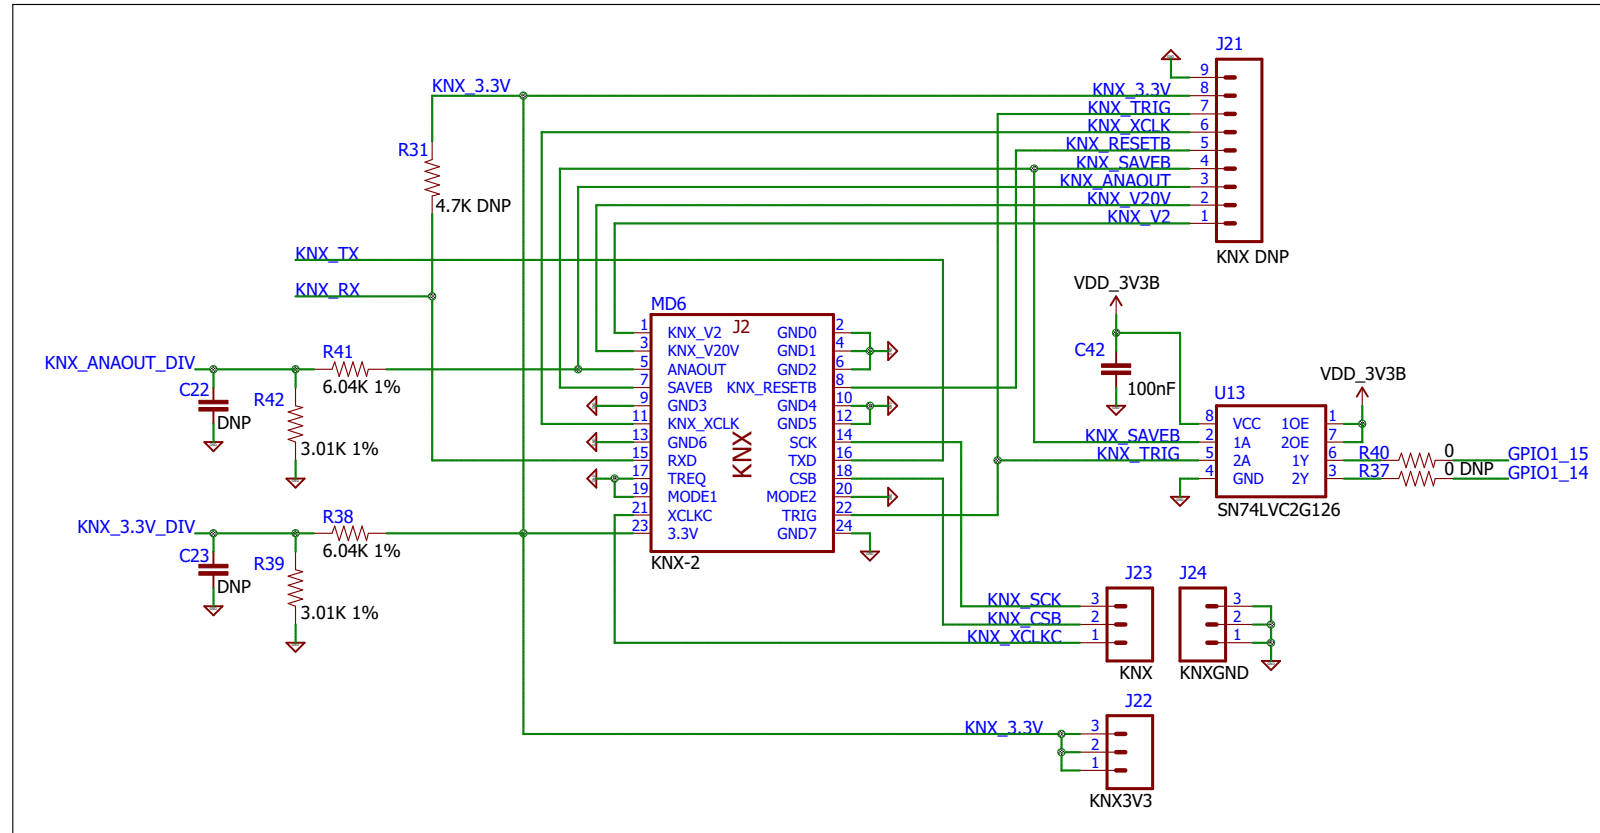 J21
KNX_3.3V
9
KNX_3.3V 8
KNX_TRIG 7
KNX_XCLK 6
KNX_RESETB 5
KNX_SAVEB 4
KNX_ANAOUT 3
KNX_V20V 2
KNX_V2 1
KNX DNP
R31
4.7K DNP
KNX_TX
KNX_RX
VDD_3V3B
C42
100nF
MD6
J2
1 KNX_V2 GND0 2
3 KNX_V20V GND1 4
5 ANAOUT GND2 6
7 SAVEB KNX_RESETB 8
9 GND3 GND4 10
11 KNX_XCLK GND5 12
13 GND6 SCK 14
15 RXD TXD 16
17 TREQ CSB 18
19 MODE1 MODE2 20
21 XCLKC TRIG 22
23 3.3V GND7 24
KNX
KNX-2
KNX_ANAOUT_DIV
R41
6.04K 1%
C22
DNP
R42
3.01K 1%
KNX_3.3V_DIV
R38
6.04K 1%
C23
DNP
R39
3.01K 1%
VDD_3V3B
U13
8 VCC 1OE 1
KNX_SAVEB 2 1A 2OE 7
KNX_TRIG 5 2A 1Y 6 R40 0 GPIO1_15
4 GND 2Y 3 R37 0 DNP GPIO1_14
SN74LVC2G126
J23
KNX_SCK 3
KNX_CSB 2
KNX_XCLKC 1
KNX
J24
3
2
1
KNXGND
J22
KNX_3.3V 3
2
1
KNX3V3